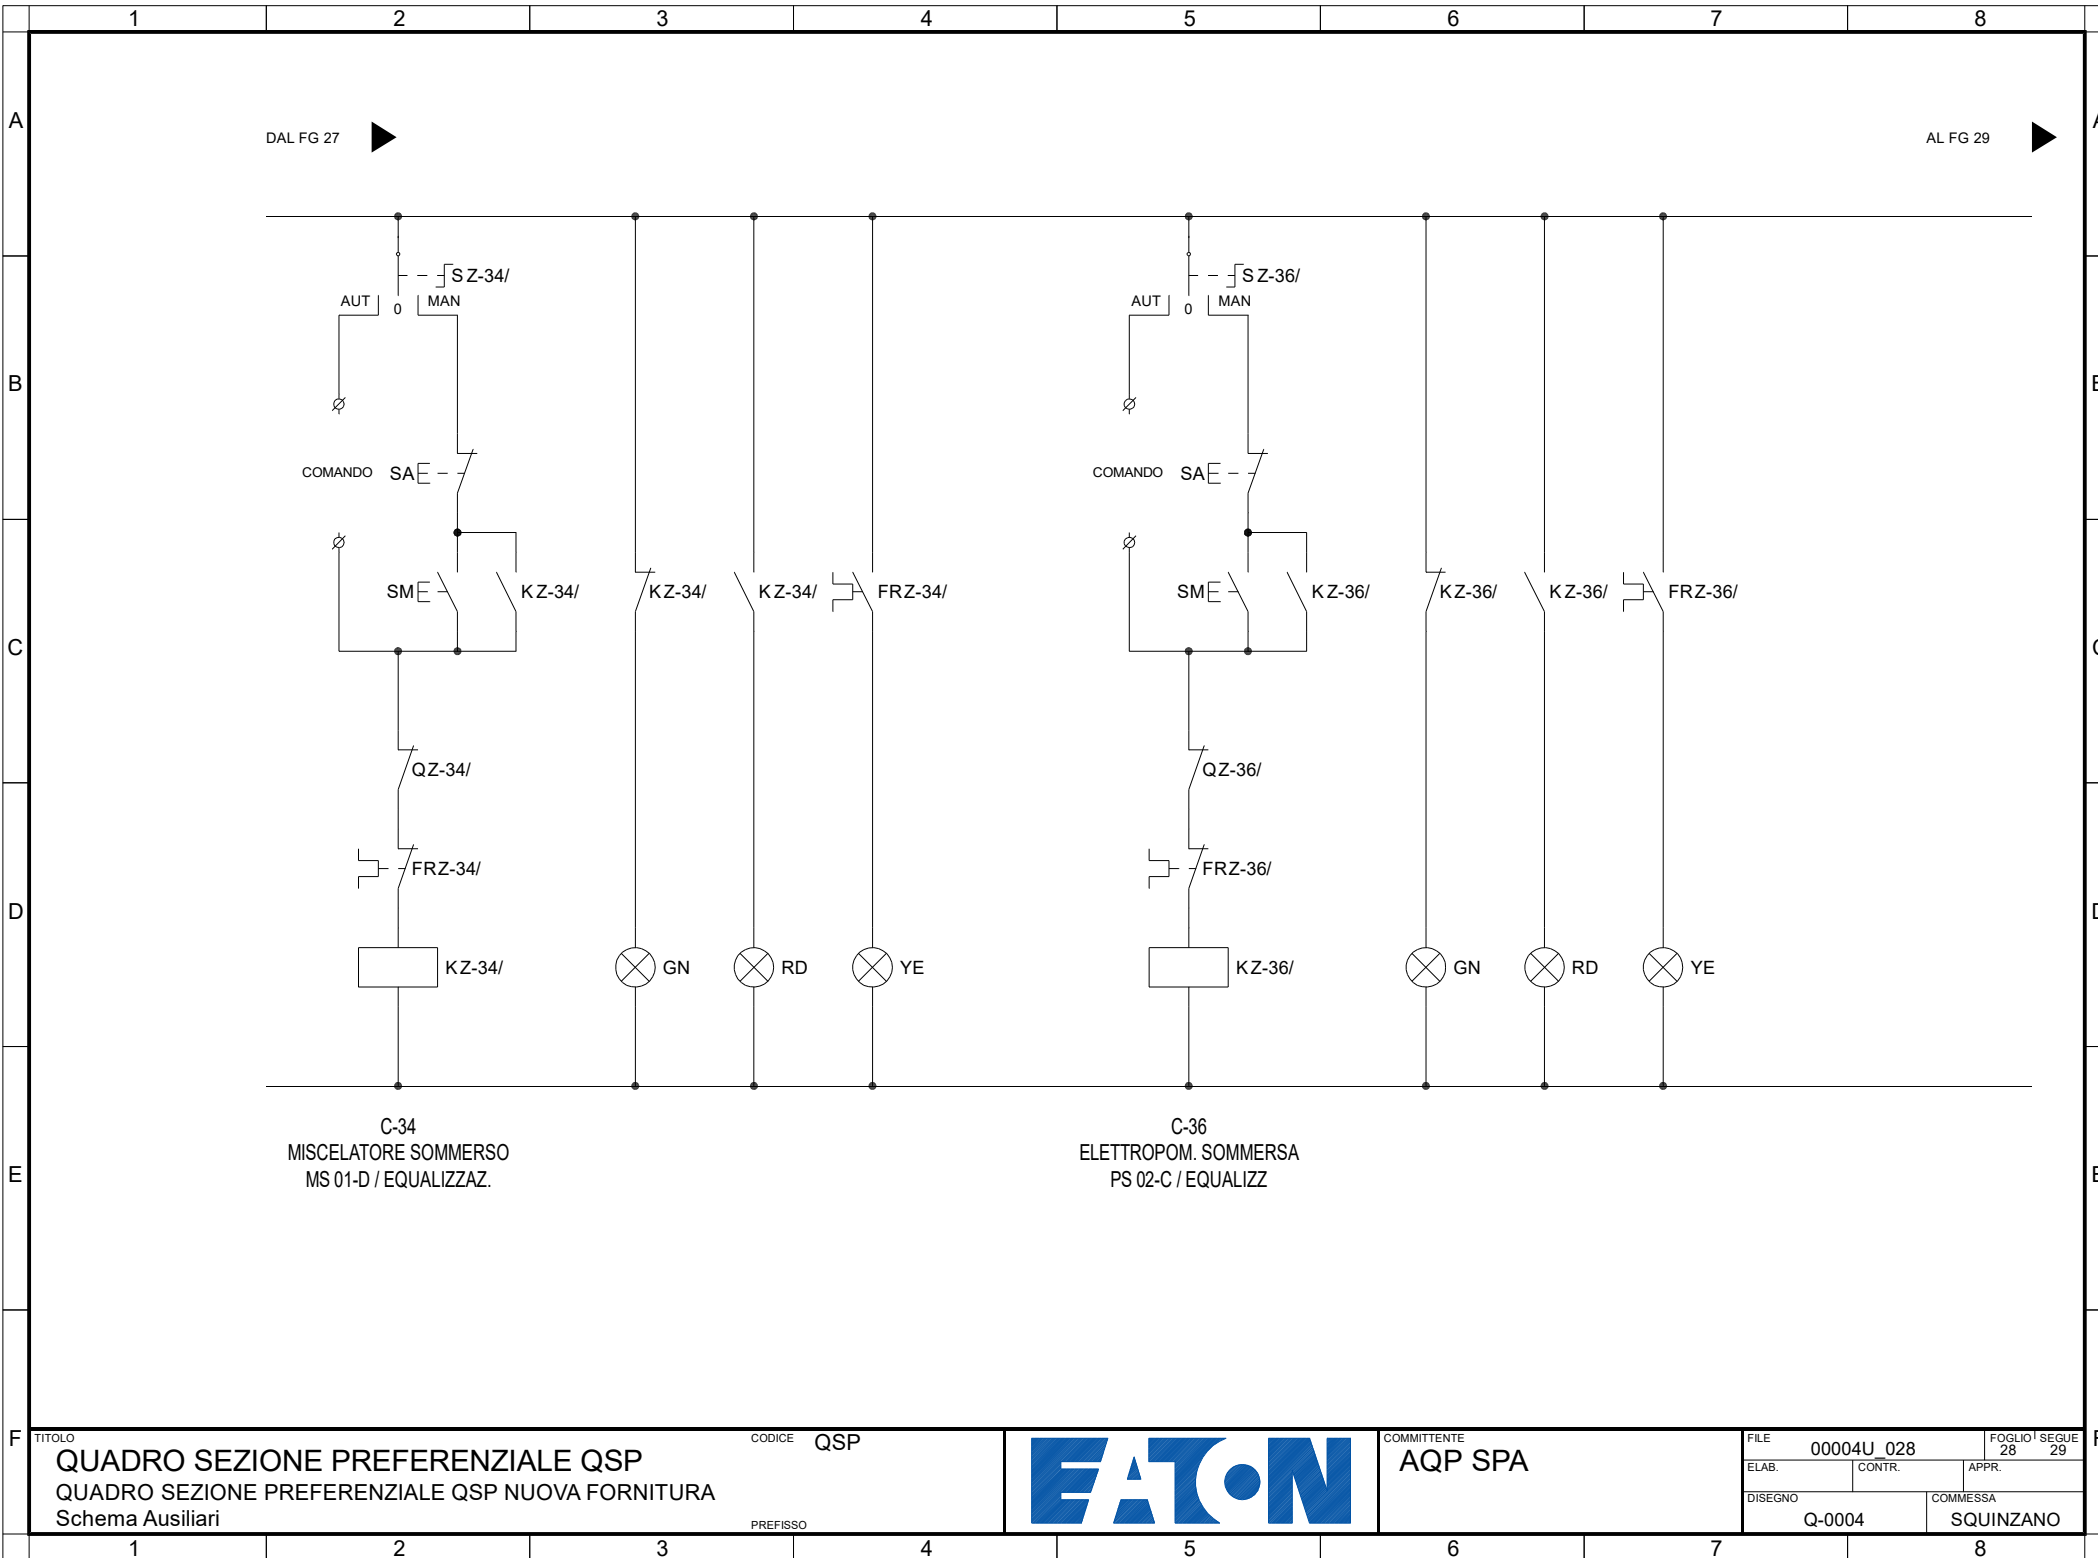 1 2 3 4 5 6 7 8
A
DAL FG 27
AL FG 29
SZ-34/
AUT 0 MAN
SZ-36/
AUT 0 MAN
B
COMANDO SA
COMANDO SA
SM KZ-34/ KZ-34/ KZ-34/ FRZ-34/
SM KZ-36/ KZ-36/ KZ-36/ FRZ-36/
C
QZ-34/
QZ-36/
FRZ-34/
FRZ-36/
D
KZ-34/ GN RD YE
KZ-36/ GN RD YE
C-34
MISCELATORE SOMMERSO
MS 01-D / EQUALIZZAZ.
C-36
ELETTROPOM. SOMMERSA
PS 02-C / EQUALIZZ
E
F
TITOLO
QUADRO SEZIONE PREFERENZIALE QSP
QUADRO SEZIONE PREFERENZIALE QSP NUOVA FORNITURA
Schema Ausiliari
CODICE QSP
PREFISSO
EATON
COMMITTENTE
AQP SPA
FILE 00004U_028
FOGLIO 28
SEGUE 29
ELAB. CONTR. APPR.
DISEGNO Q-0004
COMMESSA SQUINZANO
1 2 3 4 5 6 7 8